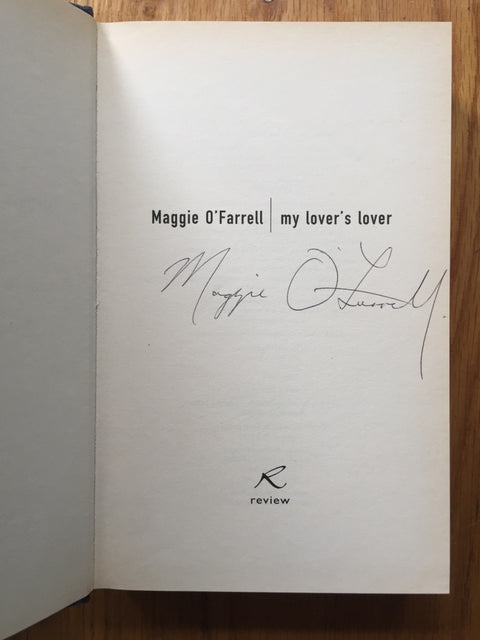 Maggie O'Farrell | my lover's lover
Maggie O'Farrell.
R
review